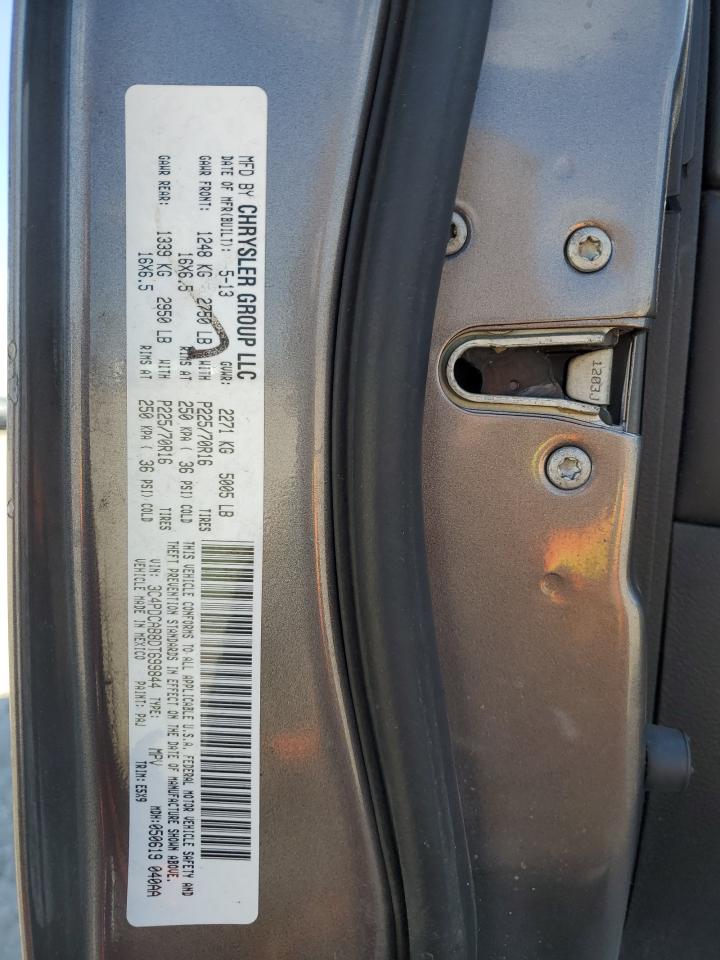 MFD BY CHRYSLER GROUP LLC
DATE OF MFR(BUILT): 5-13 GVWR: 2271 KG 5005 LB
GAWR FRONT: 1248 KG 2750 LB WITH P225/70R16 TIRES
16X6.5 RIMS AT 250 KPA ( 36 PSI) COLD
GAWR REAR: 1339 KG 2950 LB WITH P225/70R16 TIRES
16X6.5 RIMS AT 250 KPA ( 36 PSI) COLD
THIS VEHICLE CONFORMS TO ALL APPLICABLE U.S.A. FEDERAL MOTOR VEHICLE SAFETY AND
THEFT PREVENTION STANDARDS IN EFFECT ON THE DATE OF MANUFACTURE SHOWN ABOVE.
VIN: 3C4PDCAB8DT699844 TYPE: MPV MDH:050619 040AA
VEHICLE MADE IN MEXICO PAINT: PAJ TRIM: E5X9
1203J